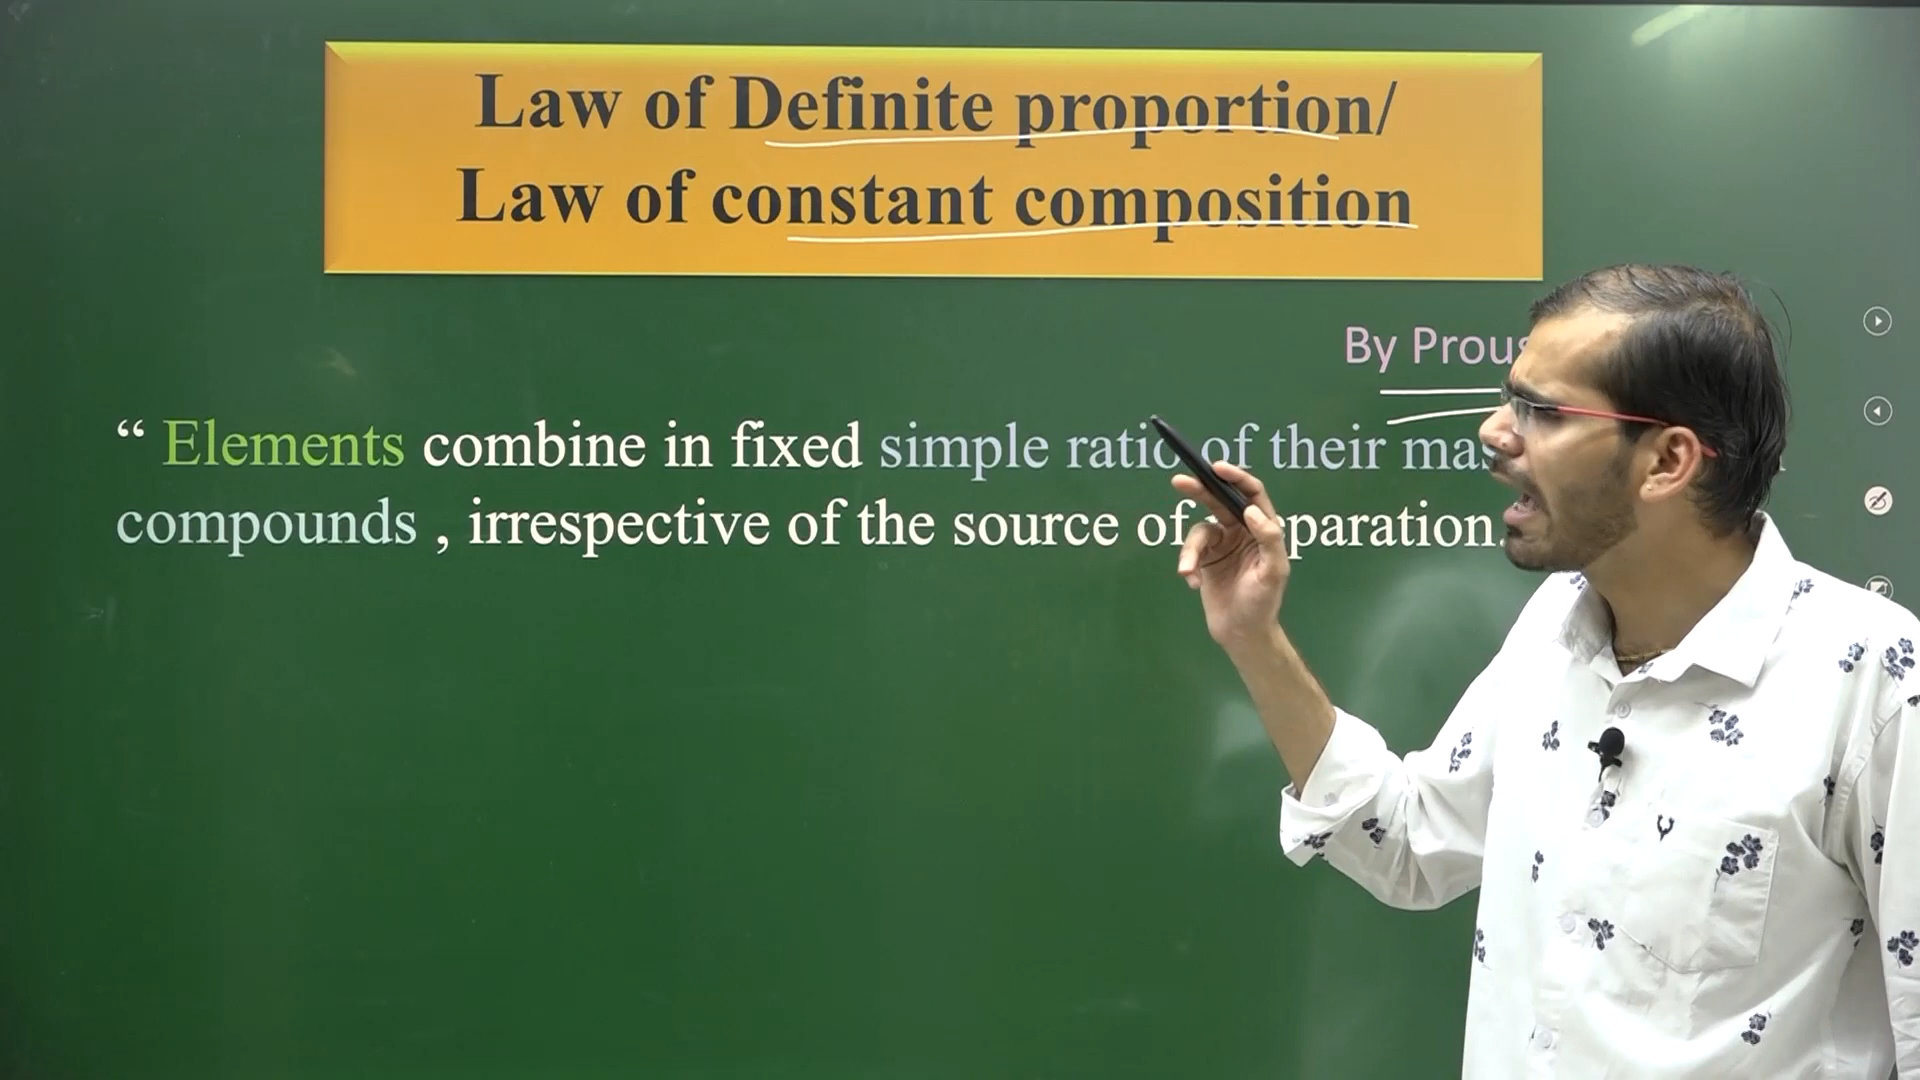 Law of Definite proportion/
Law of constant composition
By
“ Elements combine in fixed simple ratio of their
compounds , irrespective of the source of